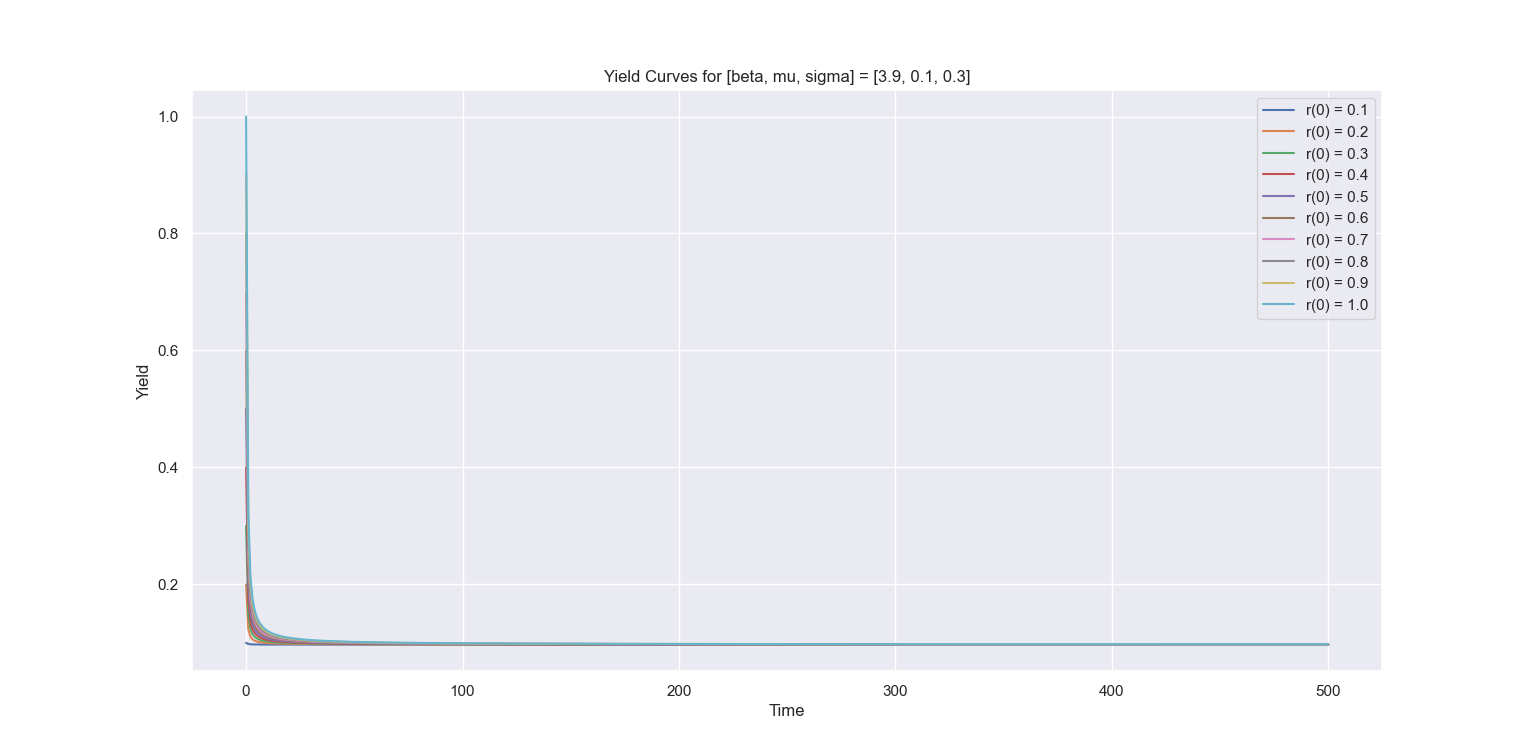 Yield Curves for [beta, mu, sigma] = [3.9, 0.1, 0.3]
1.0
0.8
0.6
0.4
0.2
Yield
0
100
200
300
400
500
Time
r(0) = 0.1
r(0) = 0.2
r(0) = 0.3
r(0) = 0.4
r(0) = 0.5
r(0) = 0.6
r(0) = 0.7
r(0) = 0.8
r(0) = 0.9
r(0) = 1.0